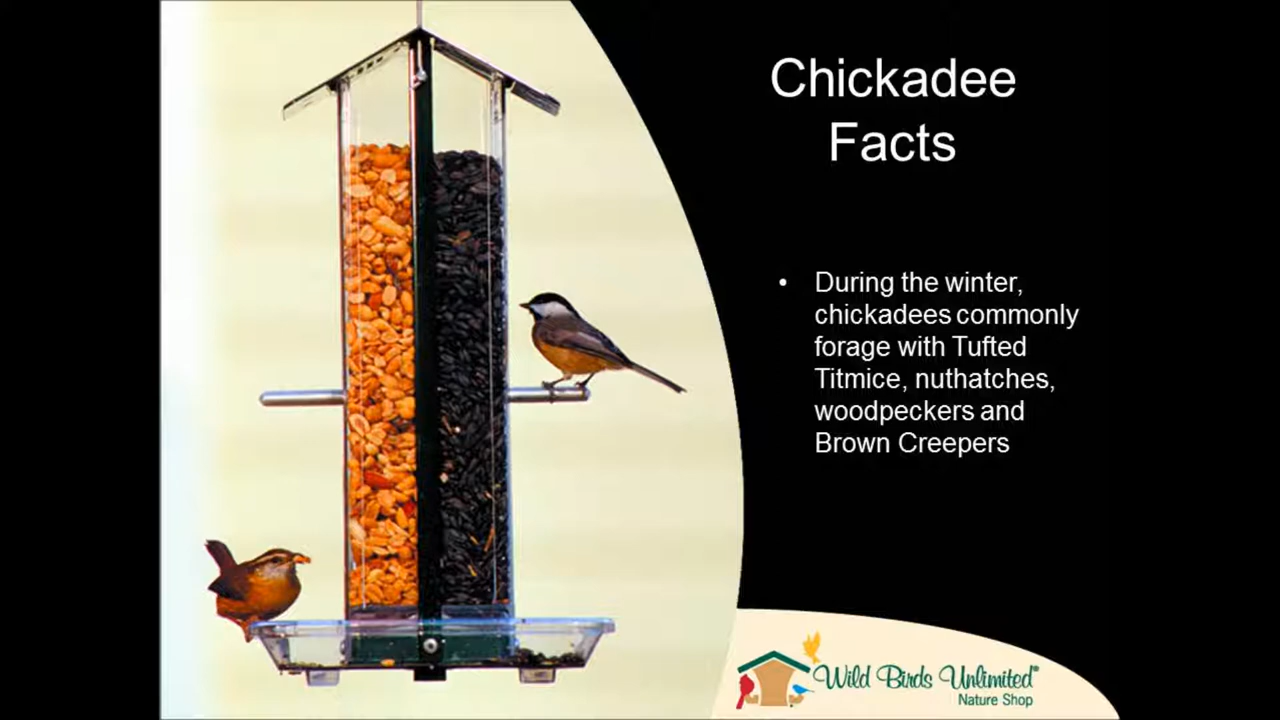 Chickadee
Facts
• During the winter,
chickadees commonly
forage with Tufted
Titmice, nuthatches,
woodpeckers and
Brown Creepers
Wild Birds Unlimited®
Nature Shop